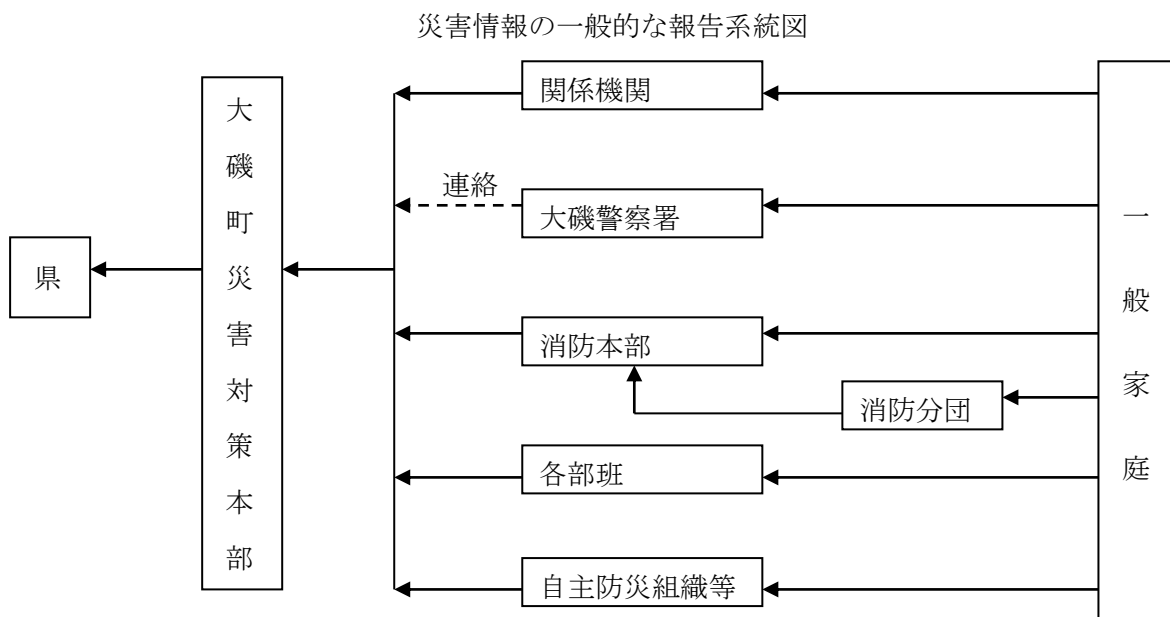 災害情報の一般的な報告系統図
関係機関
大磯町災害対策本部
連絡
大磯警察署
一般家庭
県
消防本部
消防分団
各部班
自主防災組織等